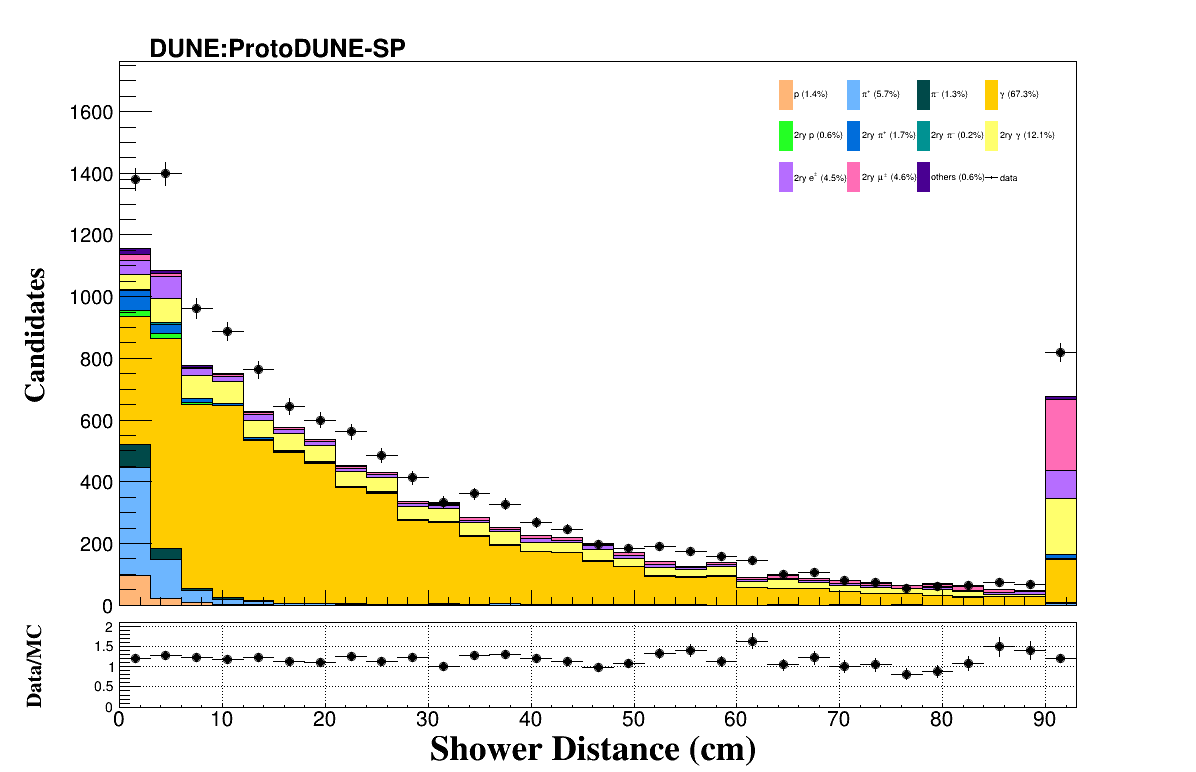 DUNE:ProtoDUNE-SP
p (1.4%) π⁺ (5.7%) π⁻ (1.3%) γ (67.3%)
2ry p (0.6%) 2ry π⁺ (1.7%) 2ry π⁻ (0.2%) 2ry γ (12.1%)
2ry e± (4.5%) 2ry μ± (4.6%) others (0.6%) data
Candidates
1600
1400
1200
1000
800
600
400
200
0
Data/MC
2
1.5
1
0.5
0
0 10 20 30 40 50 60 70 80 90
Shower Distance (cm)